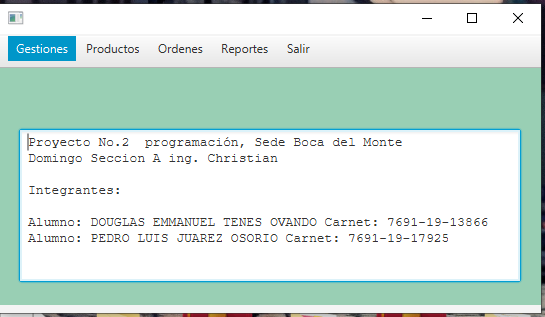 Gestiones Productos Ordenes Reportes Salir
Proyecto No.2  programación, Sede Boca del Monte
Domingo Seccion A ing. Christian
Integrantes:
Alumno: DOUGLAS EMMANUEL TENES OVANDO Carnet: 7691-19-13866
Alumno: PEDRO LUIS JUAREZ OSORIO Carnet: 7691-19-17925